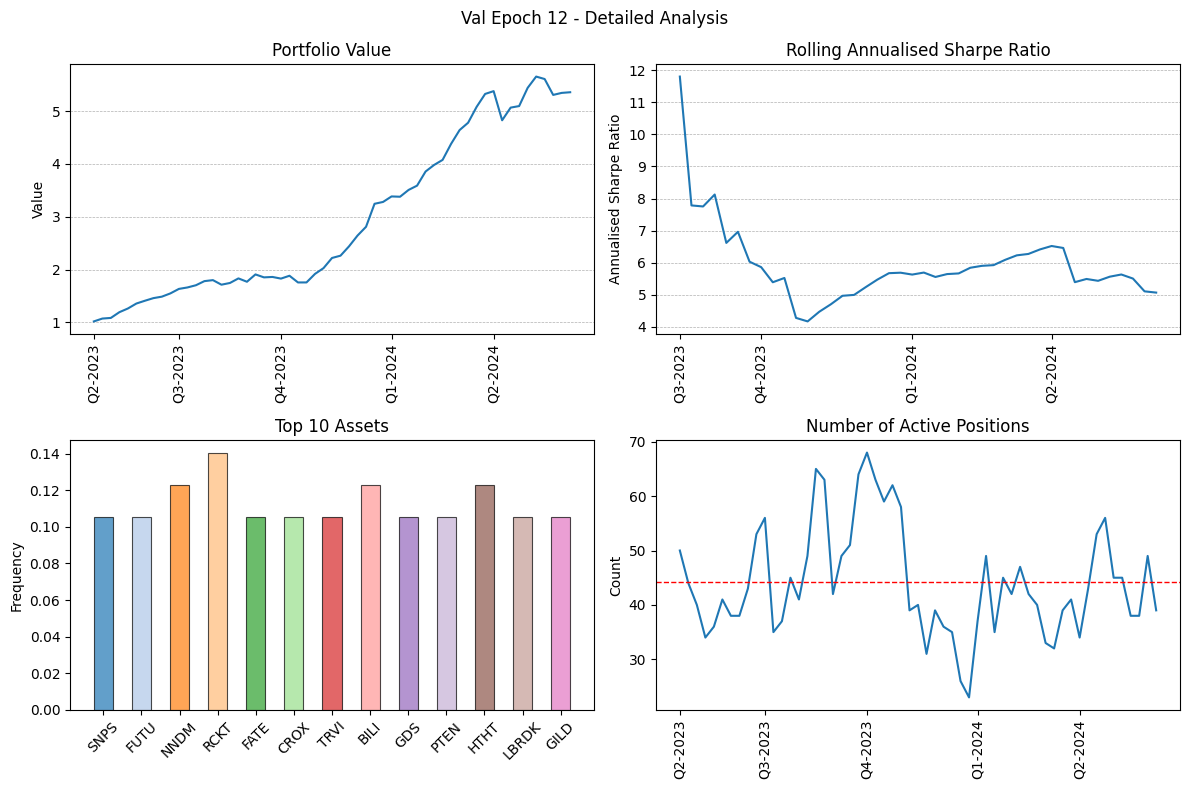 Val Epoch 12 - Detailed Analysis
Portfolio Value
Value
5
4
3
2
1
Q2-2023
Q3-2023
Q4-2023
Q1-2024
Q2-2024
Rolling Annualised Sharpe Ratio
Annualised Sharpe Ratio
12
11
10
9
8
7
6
5
4
Q3-2023
Q4-2023
Q1-2024
Q2-2024
Top 10 Assets
Frequency
0.14
0.12
0.10
0.08
0.06
0.04
0.02
0.00
SNPS
FUTU
NNDM
RCKT
FATE
CROX
TRVI
BILI
GDS
PTEN
HTHT
LBRDK
GILD
Number of Active Positions
Count
70
60
50
40
30
Q2-2023
Q3-2023
Q4-2023
Q1-2024
Q2-2024